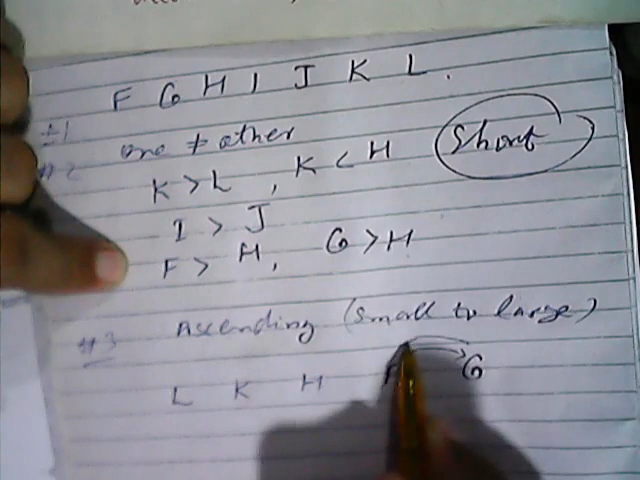 F G H I J K L .
#1
#2 one ≠ other
K > L , K < H
Short
I > J
F > H, G > H
#3 Ascending (small to large)
L K H F G